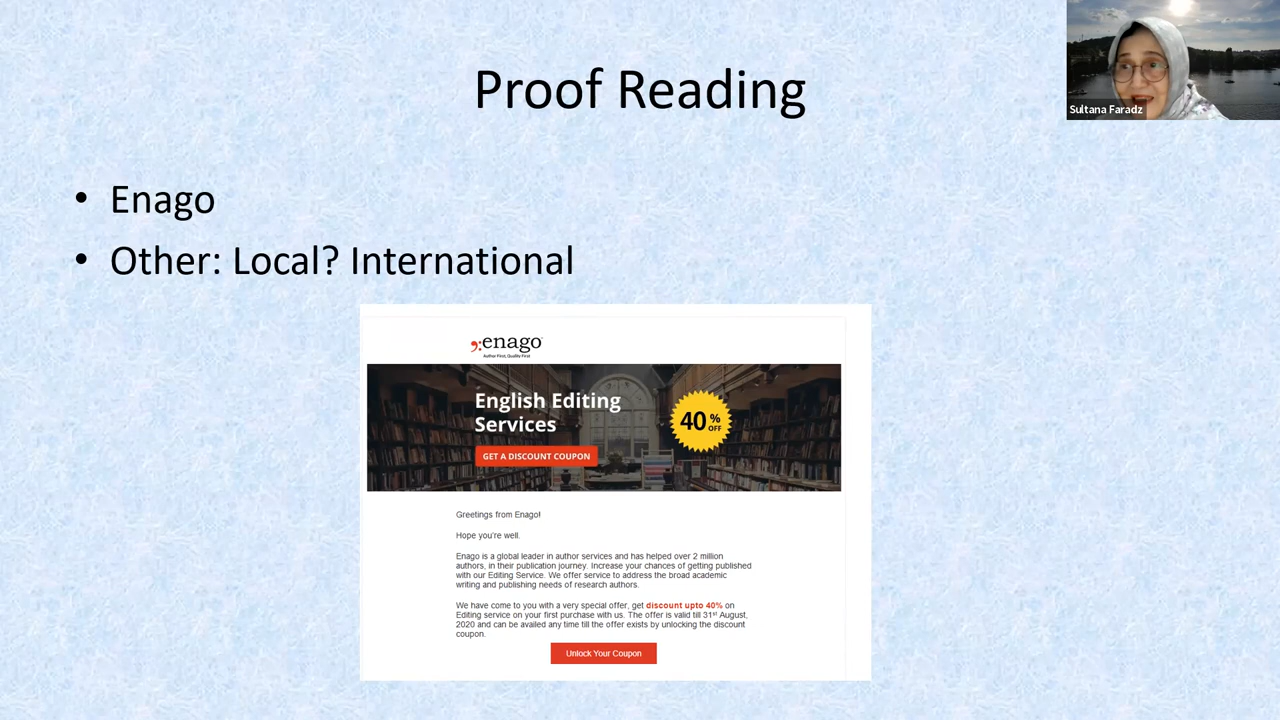 Proof Reading
Sultana Faradz
• Enago
• Other: Local? International
enago
Author First, Quality First
English Editing
Services
40 % OFF
GET A DISCOUNT COUPON
Greetings from Enago!
Hope you're well.
Enago is a global leader in author services and has helped over 2 million
authors, in their publication journey. Increase your chances of getting published
with our Editing Service. We offer service to address the broad academic
writing and publishing needs of research authors.
We have come to you with a very special offer, get discount upto 40% on
Editing service on your first purchase with us. The offer is valid till 31st August,
2020 and can be availed any time till the offer exists by unlocking the discount
coupon.
Unlock Your Coupon